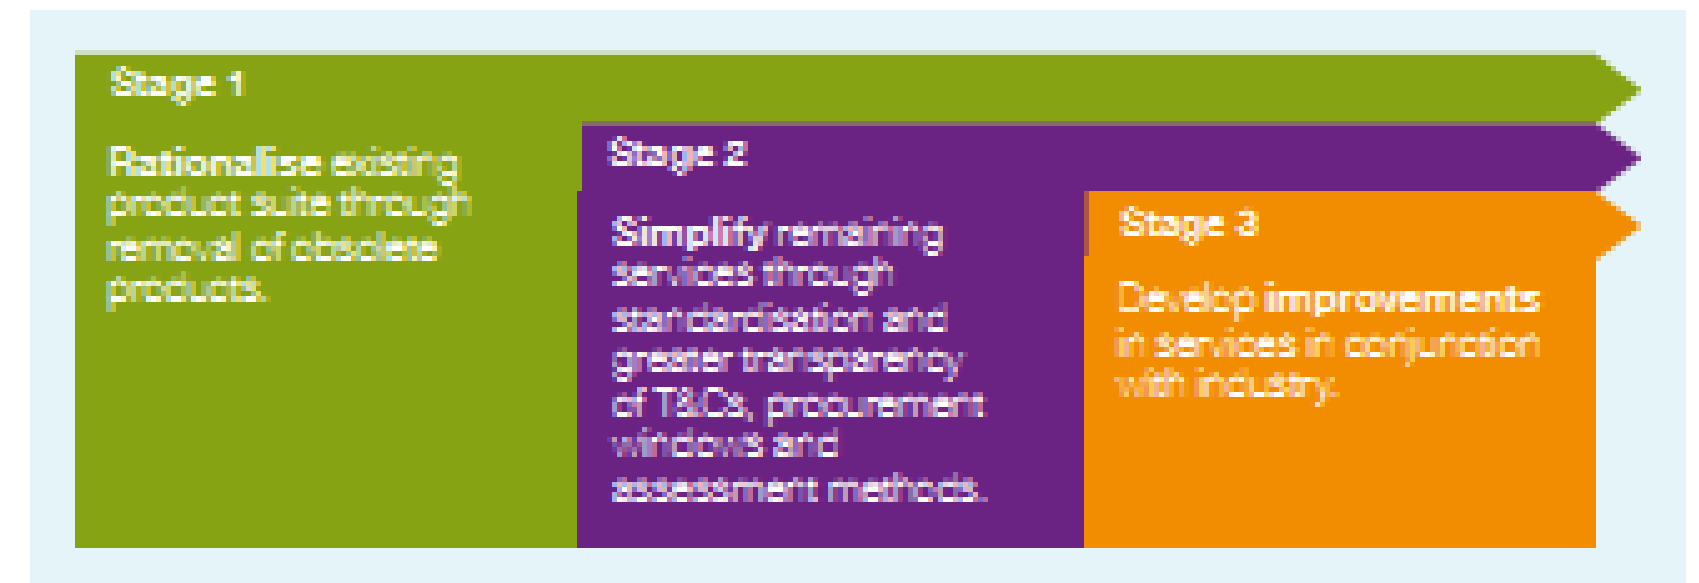 Stage 1
Rationalise existing
product suite through
removal of obsolete
products.
Stage 2
Simplify remaining
services through
standardisation and
greater transparency
of T&Cs, procurement
windows and
assessment methods.
Stage 3
Develop improvements
in services in conjunction
with industry.